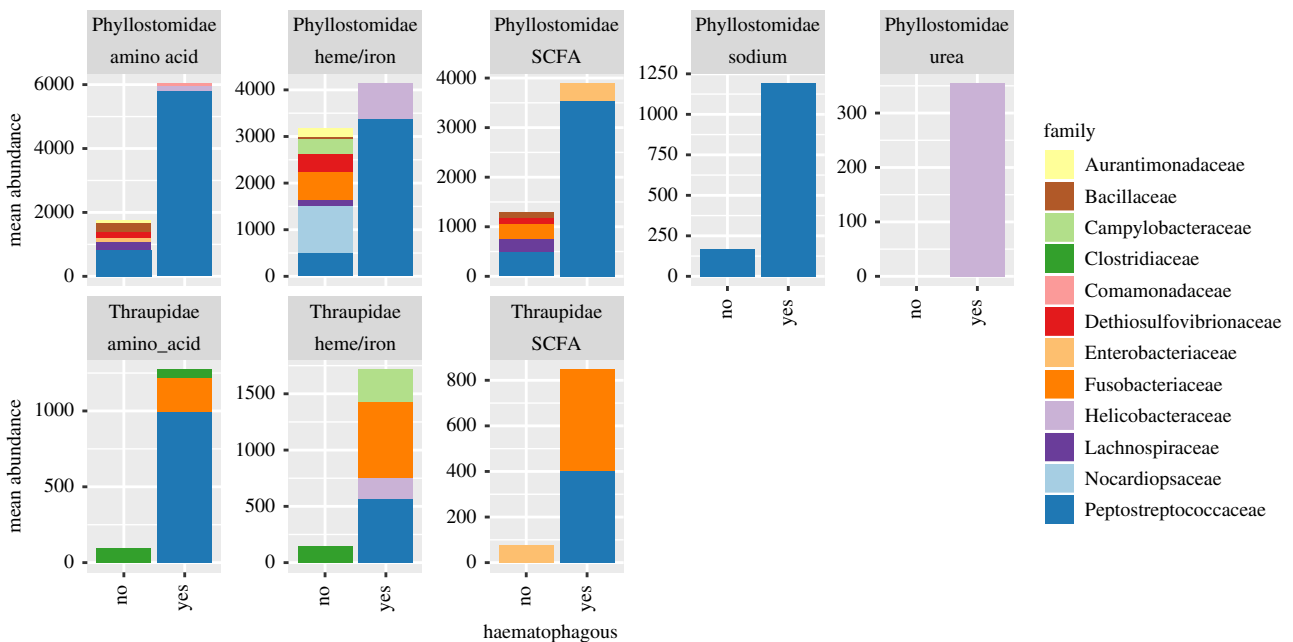 Phyllostomidae
amino acid
Phyllostomidae
heme/iron
Phyllostomidae
SCFA
Phyllostomidae
sodium
Phyllostomidae
urea
mean abundance
6000
4000
2000
0
4000
3000
2000
1000
0
4000
3000
2000
1000
0
1250
1000
750
500
250
0
300
200
100
0
no
yes
no
yes
Thraupidae
amino_acid
Thraupidae
heme/iron
Thraupidae
SCFA
mean abundance
1000
500
0
1500
1000
500
0
800
600
400
200
0
no
yes
no
yes
no
yes
haematophagous
family
Aurantimonadaceae
Bacillaceae
Campylobacteraceae
Clostridiaceae
Comamonadaceae
Dethiosulfovibrionaceae
Enterobacteriaceae
Fusobacteriaceae
Helicobacteraceae
Lachnospiraceae
Nocardiopsaceae
Peptostreptococcaceae